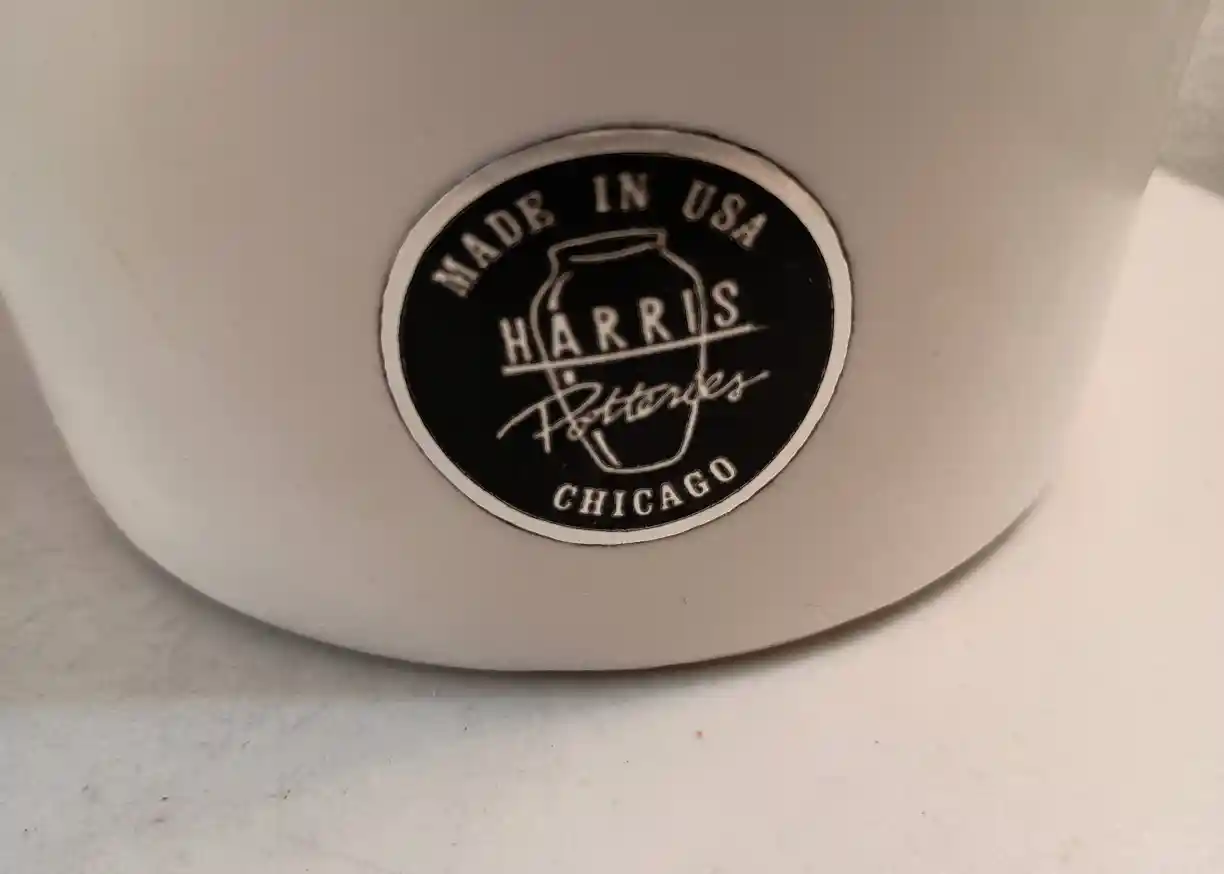 MADE IN USA
HARRIS
Potteries
CHICAGO